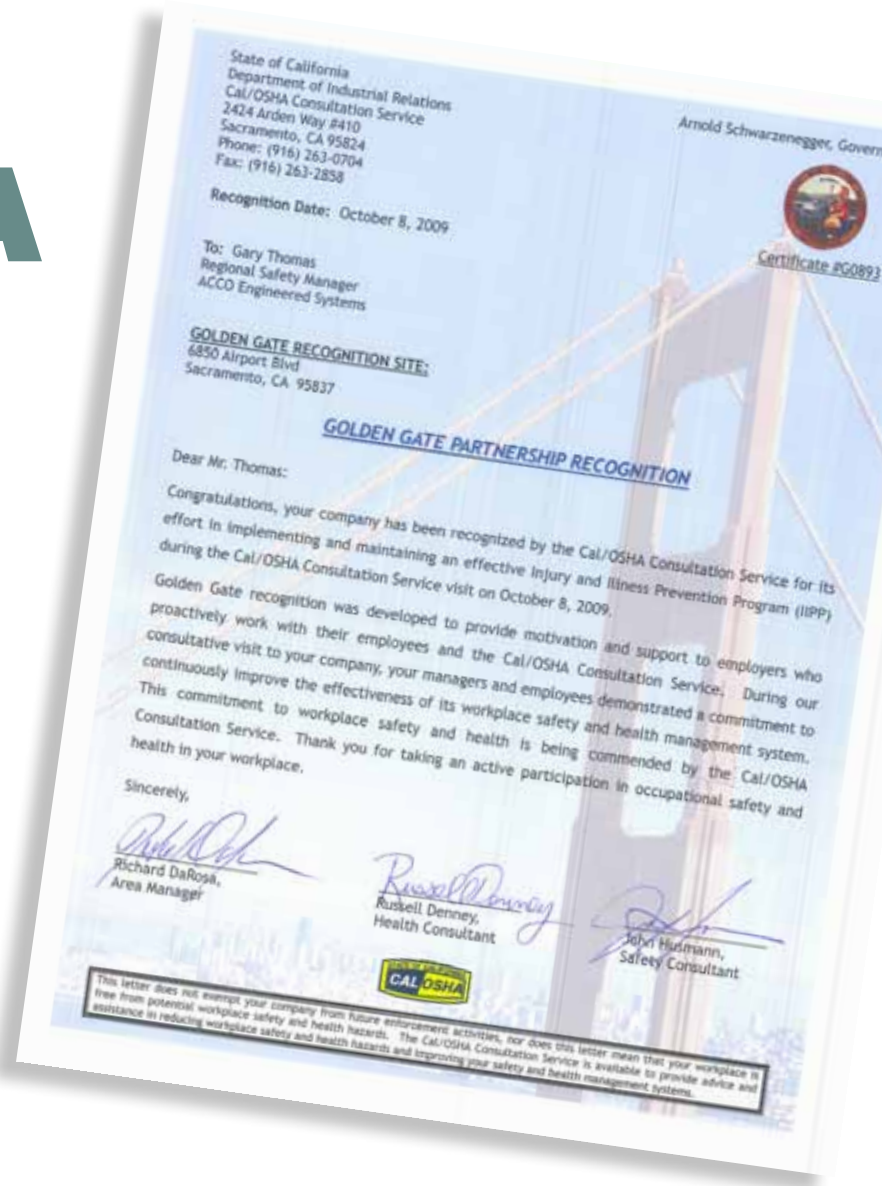 A
State of California
Department of Industrial Relations
Cal/OSHA Consultation Service
2424 Arden Way #410
Sacramento, CA 95824
Phone: (916) 263-0704
Fax: (916) 263-2858
Arnold Schwarzenegger, Govern
Certificate #G0893
Recognition Date: October 8, 2009
To: Gary Thomas
Regional Safety Manager
ACCO Engineered Systems
GOLDEN GATE RECOGNITION SITE:
6850 Airport Blvd
Sacramento, CA 95837
GOLDEN GATE PARTNERSHIP RECOGNITION
Dear Mr. Thomas:
Congratulations, your company has been recognized by the Cal/OSHA Consultation Service for its
effort in implementing and maintaining an effective Injury and Illness Prevention Program (IIPP)
during the Cal/OSHA Consultation Service visit on October 8, 2009.
Golden Gate recognition was developed to provide motivation and support to employers who
proactively work with their employees and the Cal/OSHA Consultation Service. During our
consultative visit to your company, your managers and employees demonstrated a commitment to
continuously improve the effectiveness of its workplace safety and health management system.
This commitment to workplace safety and health is being commended by the Cal/OSHA
Consultation Service. Thank you for taking an active participation in occupational safety and
health in your workplace.
Sincerely,
Richard DaRosa,
Area Manager
Russell Denney
Russell Denney,
Health Consultant
John Husmann,
Safety Consultant
STATE OF CALIFORNIA
CAL OSHA
This letter does not exempt your company from future enforcement activities, nor does this letter mean that your workplace is
free from potential workplace safety and health hazards. The Cal/OSHA Consultation Service is available to provide advice and
assistance in reducing workplace safety and health hazards and improving your safety and health management systems.